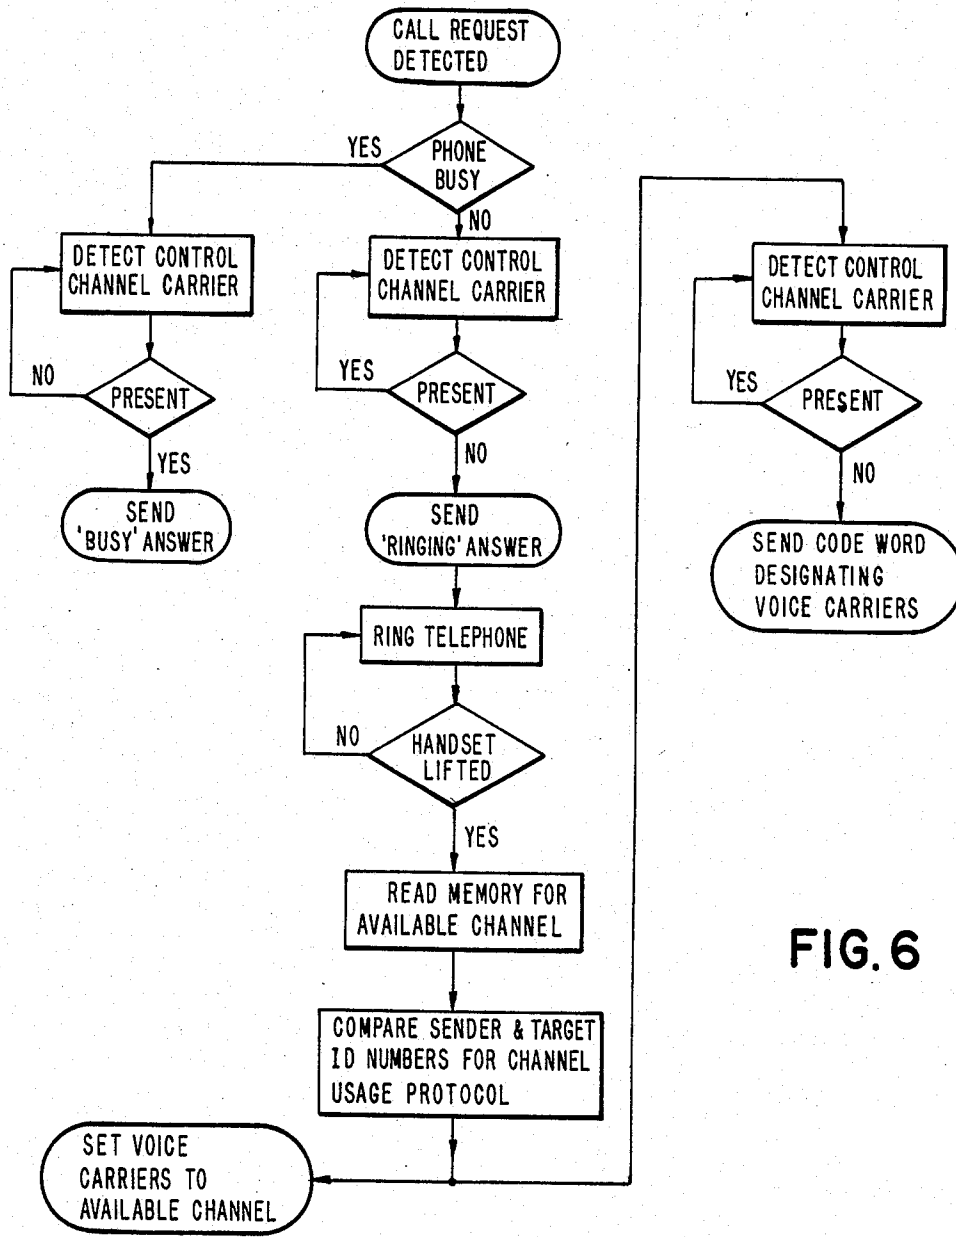 CALL REQUEST
DETECTED
YES
PHONE
BUSY
NO
DETECT CONTROL
CHANNEL CARRIER
NO
PRESENT
YES
SEND
'BUSY' ANSWER
DETECT CONTROL
CHANNEL CARRIER
YES
PRESENT
NO
SEND
'RINGING' ANSWER
RING TELEPHONE
NO
HANDSET
LIFTED
YES
READ MEMORY FOR
AVAILABLE CHANNEL
COMPARE SENDER & TARGET
ID NUMBERS FOR CHANNEL
USAGE PROTOCOL
SET VOICE
CARRIERS TO
AVAILABLE CHANNEL
DETECT CONTROL
CHANNEL CARRIER
YES
PRESENT
NO
SEND CODE WORD
DESIGNATING
VOICE CARRIERS
FIG. 6